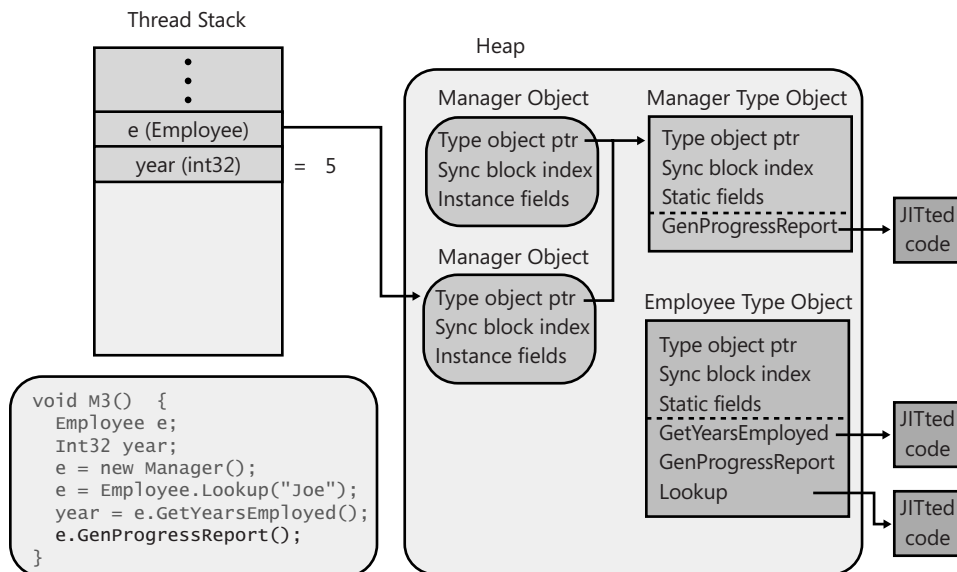 Thread Stack
e (Employee)
year (int32)
= 5
Heap
Manager Object
Type object ptr
Sync block index
Instance fields
Manager Object
Type object ptr
Sync block index
Instance fields
Manager Type Object
Type object ptr
Sync block index
Static fields
GenProgressReport
JITted
code
Employee Type Object
Type object ptr
Sync block index
Static fields
GetYearsEmployed
GenProgressReport
Lookup
JITted
code
JITted
code
void M3() {
Employee e;
Int32 year;
e = new Manager();
e = Employee.Lookup("Joe");
year = e.GetYearsEmployed();
e.GenProgressReport();
}